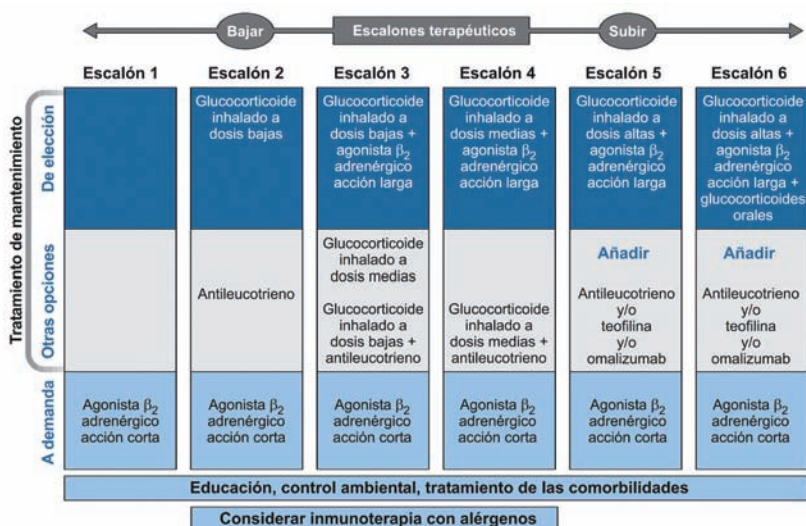 Bajar
Escalones terapéuticos
Subir
Escalón 1
Escalón 2
Escalón 3
Escalón 4
Escalón 5
Escalón 6
Tratamiento de mantenimiento
De elección
Glucocorticoide
inhalado a
dosis bajas
Glucocorticoide
inhalado a
dosis bajas +
agonista β2
adrenérgico
acción larga
Glucocorticoide
inhalado a
dosis medias +
agonista β2
adrenérgico
acción larga
Glucocorticoide
inhalado a
dosis altas +
agonista β2
adrenérgico
acción larga
Glucocorticoide
inhalado a
dosis altas +
agonista β2
adrenérgico
acción larga +
glucocorticoides
orales
Otras opciones
Antileucotrieno
Glucocorticoide
inhalado a
dosis medias
Glucocorticoide
inhalado a
dosis bajas +
antileucotrieno
Glucocorticoide
inhalado a
dosis medias +
antileucotrieno
Añadir
Antileucotrieno
y/o
teofilina
y/o
omalizumab
Añadir
Antileucotrieno
y/o
teofilina
y/o
omalizumab
A demanda
Agonista β2
adrenérgico
acción corta
Agonista β2
adrenérgico
acción corta
Agonista β2
adrenérgico
acción corta
Agonista β2
adrenérgico
acción corta
Agonista β2
adrenérgico
acción corta
Agonista β2
adrenérgico
acción corta
Educación, control ambiental, tratamiento de las comorbilidades
Considerar inmunoterapia con alérgenos